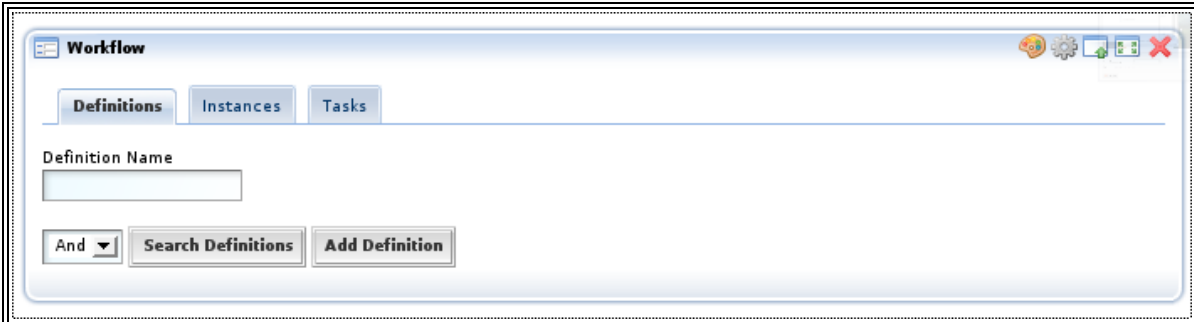 Workflow
Definitions Instances Tasks
Definition Name
And Search Definitions Add Definition